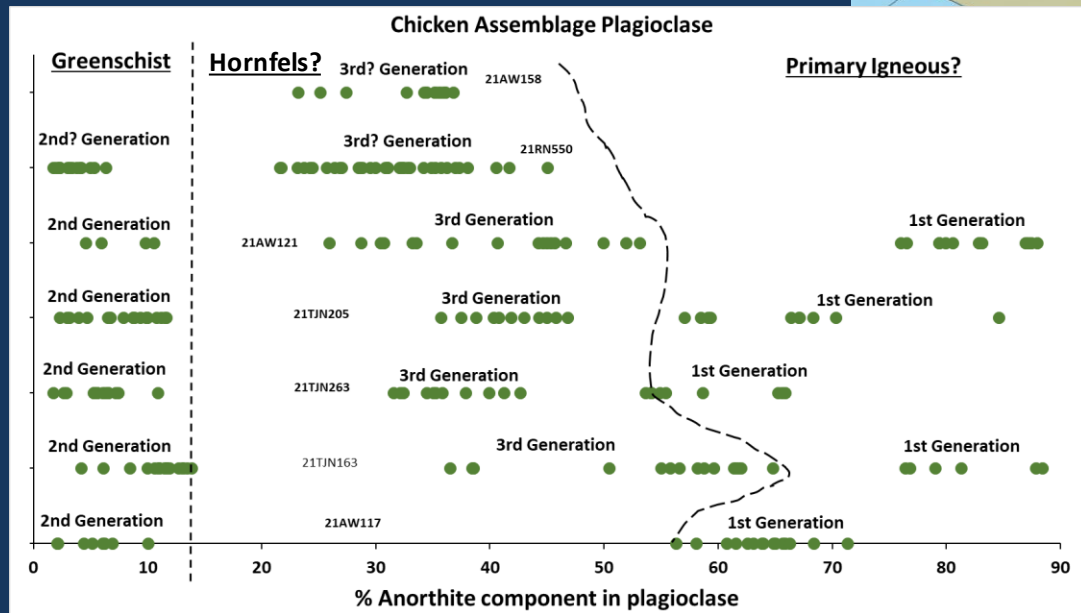 Chicken Assemblage Plagioclase
Greenschist
Hornfels?
Primary Igneous?
3rd? Generation
21AW158
2nd? Generation
3rd? Generation
21RN550
2nd Generation
21AW121
3rd Generation
1st Generation
2nd Generation
21TJN205
3rd Generation
1st Generation
2nd Generation
21TJN263
3rd Generation
1st Generation
2nd Generation
21TJN163
3rd Generation
1st Generation
2nd Generation
21AW117
1st Generation
0 10 20 30 40 50 60 70 80 90
% Anorthite component in plagioclase